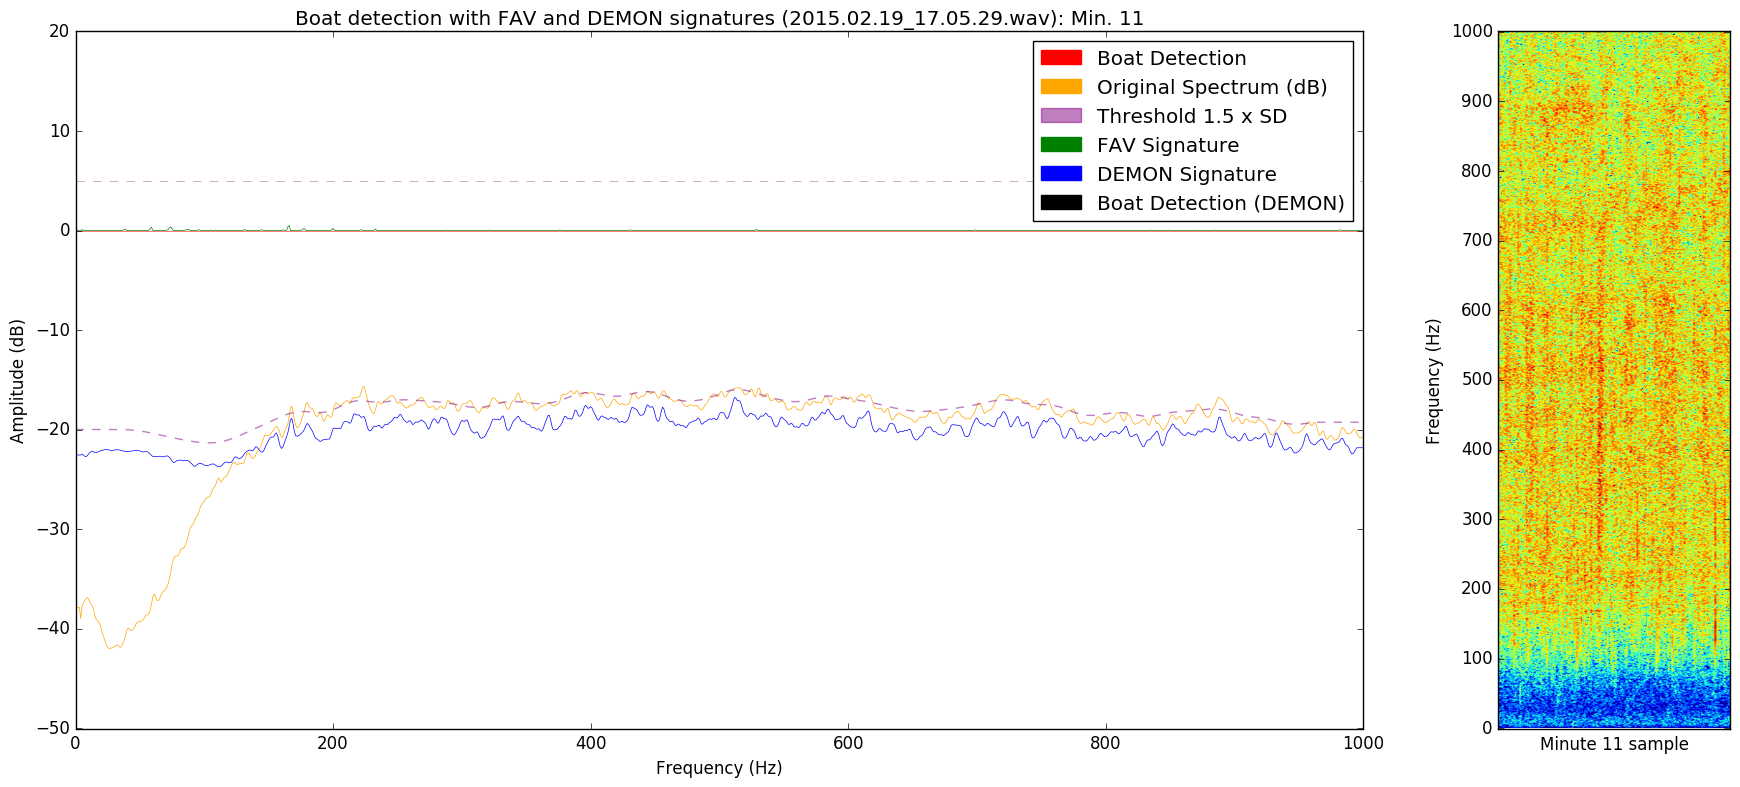 Boat detection with FAV and DEMON signatures (2015.02.19_17.05.29.wav): Min. 11
Boat Detection
Original Spectrum (dB)
Threshold 1.5 x SD
FAV Signature
DEMON Signature
Boat Detection (DEMON)
Amplitude (dB)
20
10
0
−10
−20
−30
−40
−50
0 200 400 600 800 1000
Frequency (Hz)
Frequency (Hz)
1000
900
800
700
600
500
400
300
200
100
0
Minute 11 sample